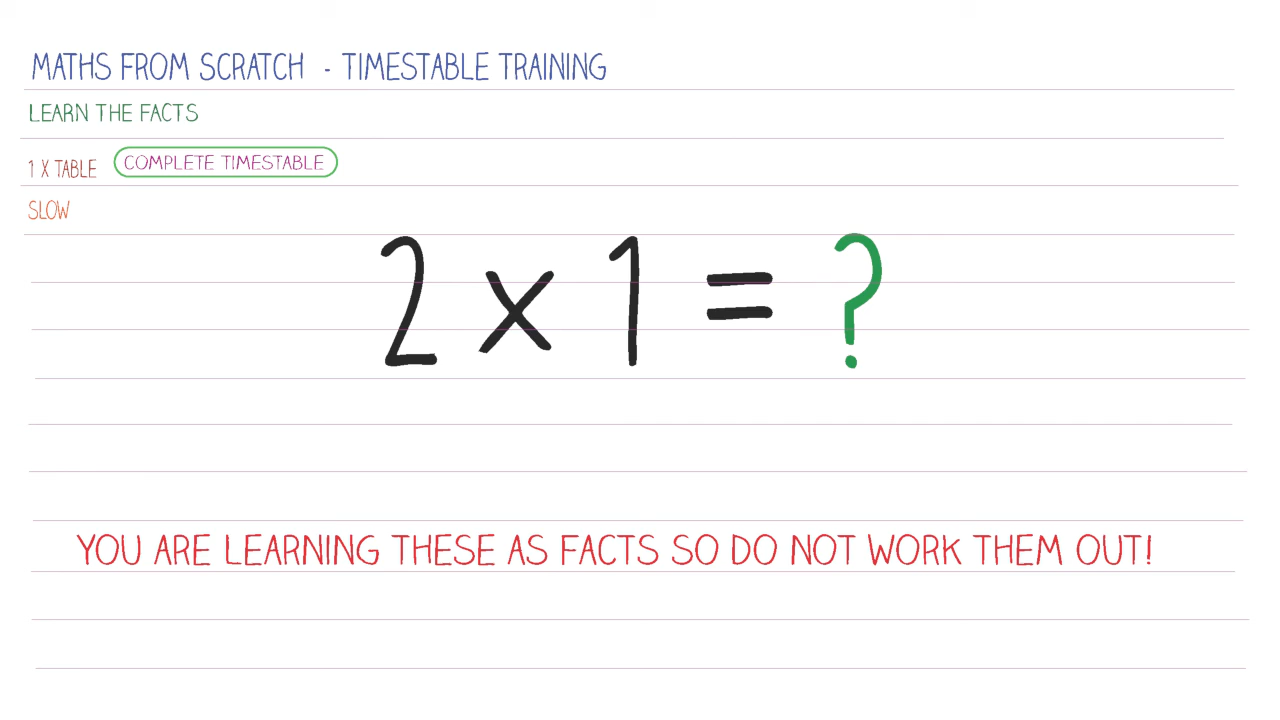 MATHS FROM SCRATCH - TIMESTABLE TRAINING
LEARN THE FACTS
1 X TABLE COMPLETE TIMESTABLE
SLOW
2 x 1 = ?
YOU ARE LEARNING THESE AS FACTS SO DO NOT WORK THEM OUT!